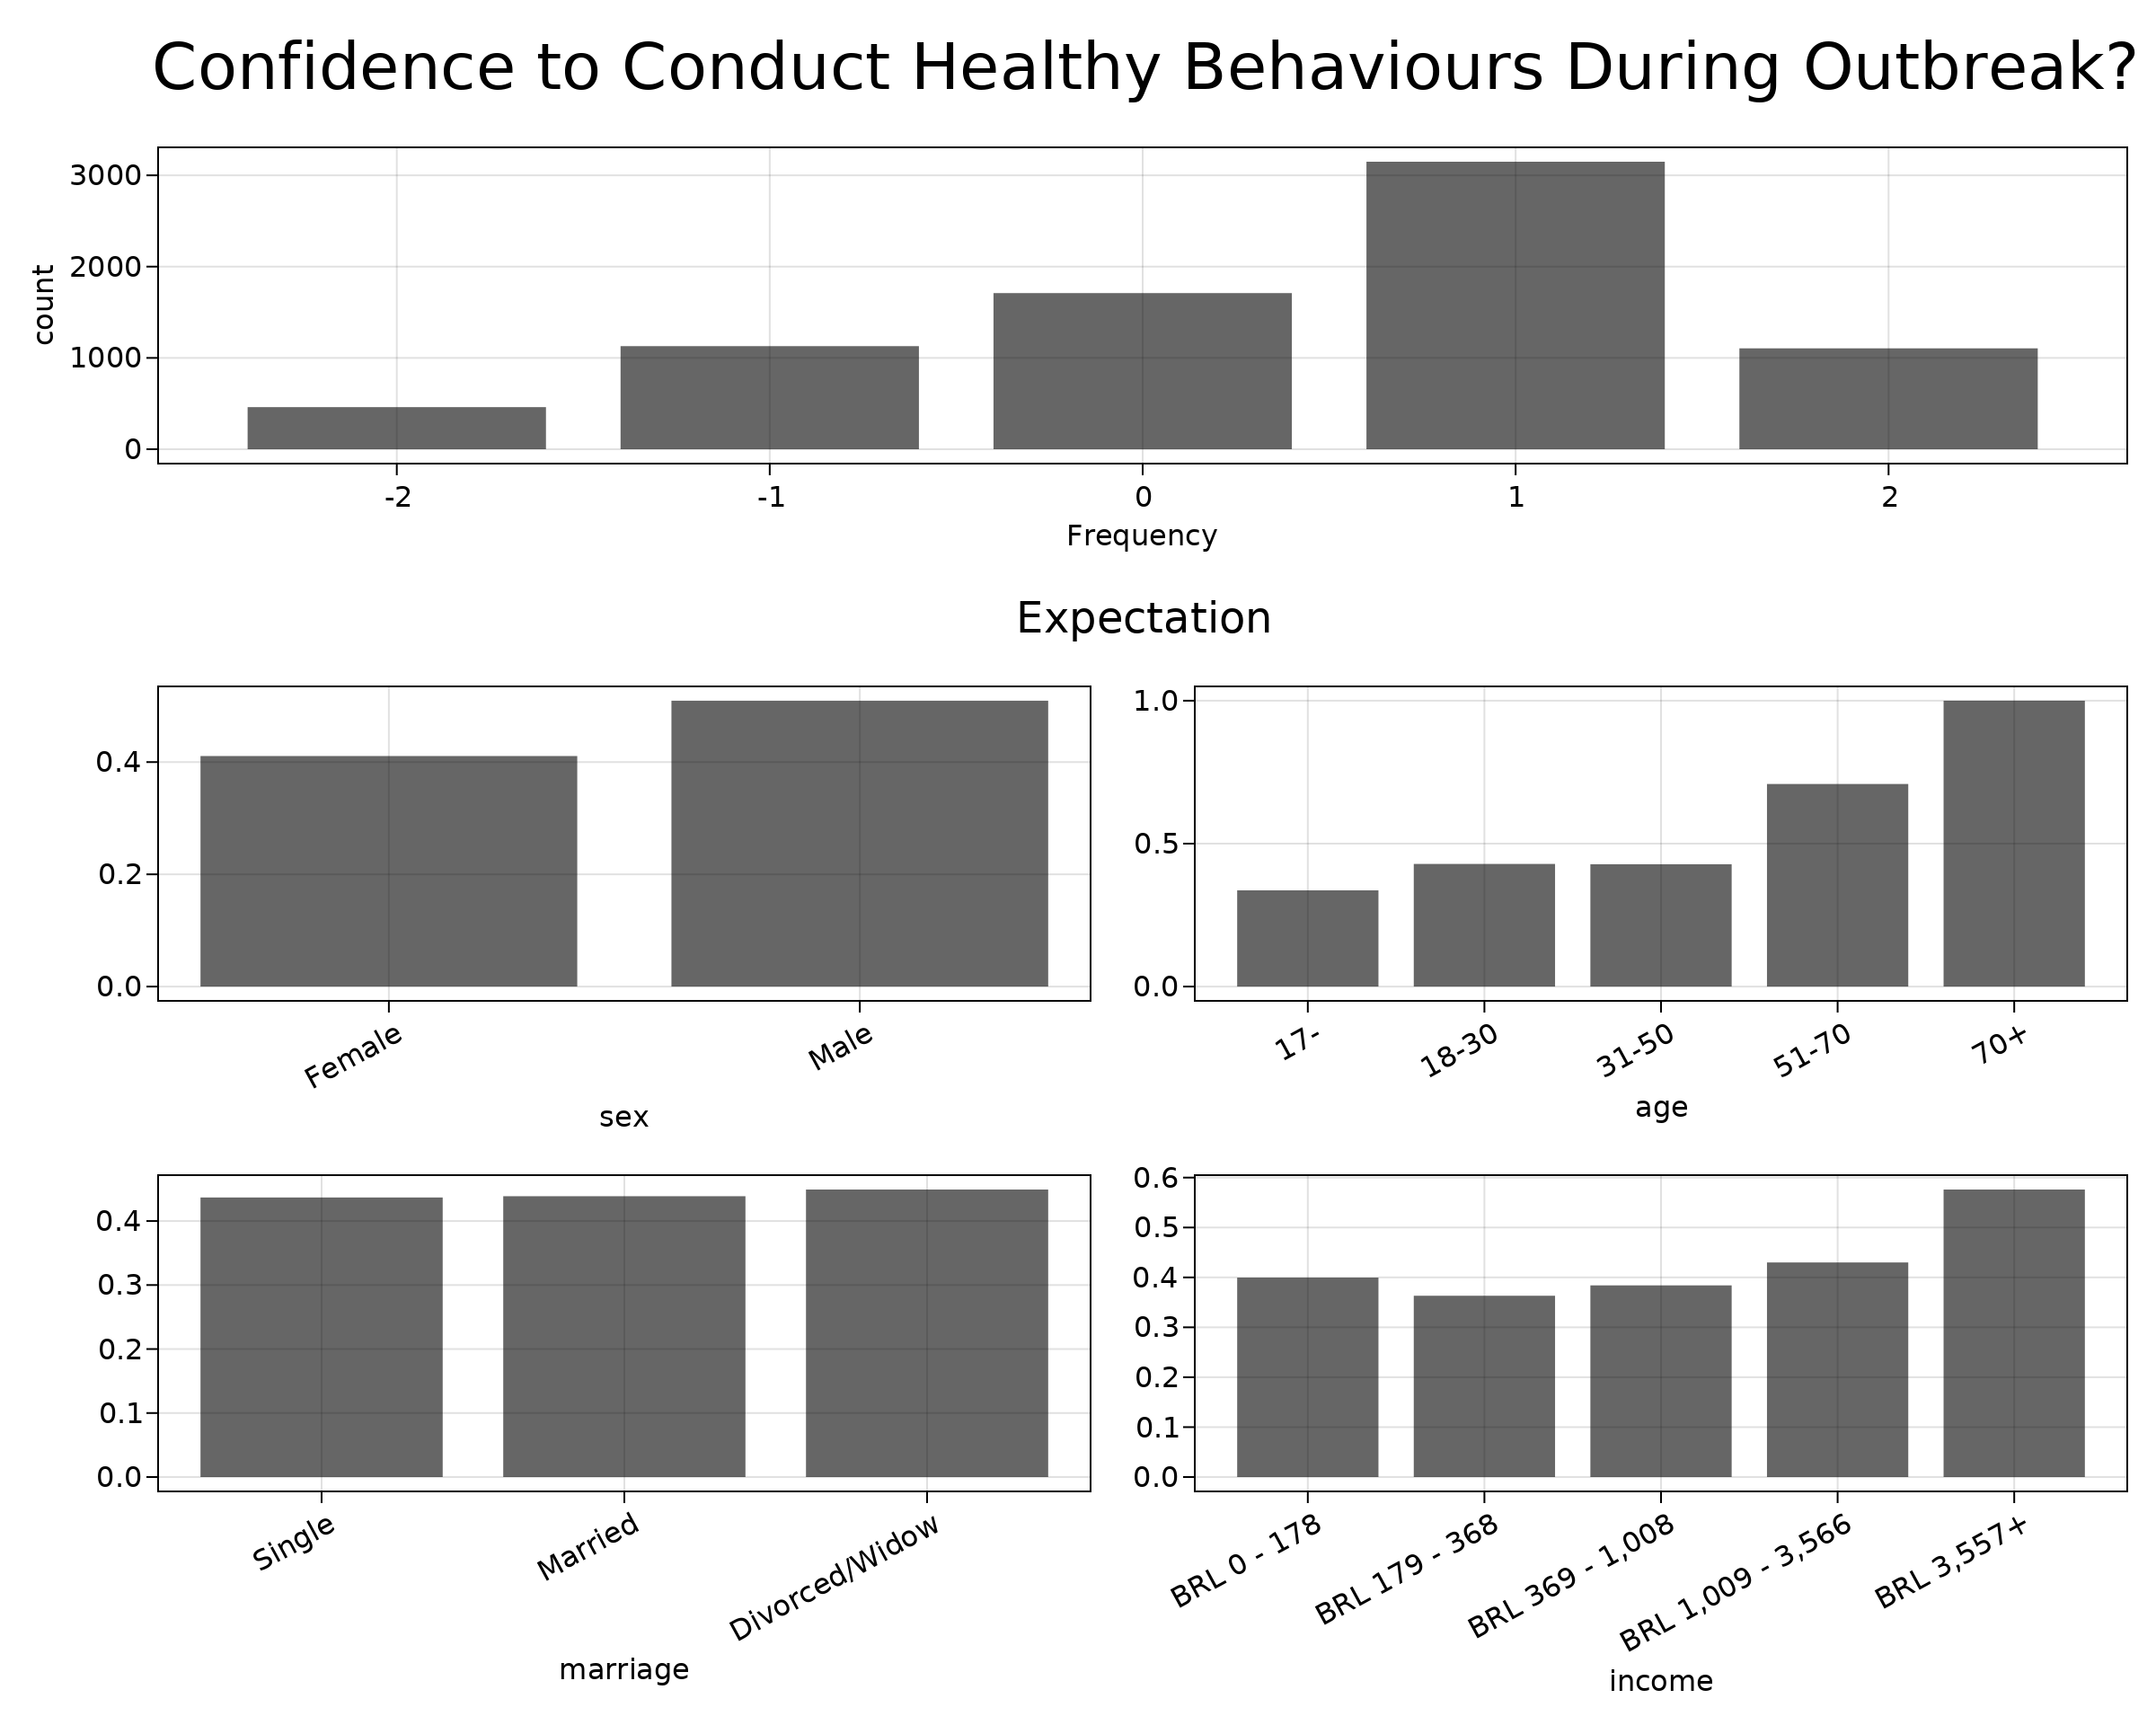 Confidence to Conduct Healthy Behaviours During Outbreak?
3000
2000
1000
0
count
-2 -1 0 1 2
Frequency
Expectation
0.4
0.2
0.0
Female Male
sex
1.0
0.5
0.0
17- 18-30 31-50 51-70 70+
age
0.4
0.3
0.2
0.1
0.0
Single Married Divorced/Widow
marriage
0.6
0.5
0.4
0.3
0.2
0.1
0.0
BRL 0 - 178 BRL 179 - 368 BRL 369 - 1,008 BRL 1,009 - 3,566 BRL 3,557+
income